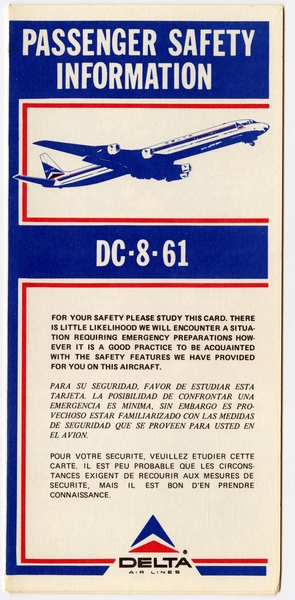 PASSENGER SAFETY
INFORMATION
DC-8-61
FOR YOUR SAFETY PLEASE STUDY THIS CARD. THERE
IS LITTLE LIKELIHOOD WE WILL ENCOUNTER A SITUA-
TION REQUIRING EMERGENCY PREPARATIONS HOW-
EVER IT IS A GOOD PRACTICE TO BE ACQUAINTED
WITH THE SAFETY FEATURES WE HAVE PROVIDED
FOR YOU ON THIS AIRCRAFT.
PARA SU SEGURIDAD, FAVOR DE ESTUDIAR ESTA
TARJETA. LA POSIBILIDAD DE CONFRONTAR UNA
EMERGENCIA ES MINIMA, SIN EMBARGO ES PRO-
VECHOSO ESTAR FAMILIARIZADO CON LAS MEDIDAS
DE SEGURIDAD QUE SE PROVEEN PARA USTED EN
EL AVION.
POUR VOTRE SECURITE, VEUILLEZ ETUDIER CETTE
CARTE. IL EST PEU PROBABLE QUE LES CIRCONS-
TANCES EXIGENT DE RECOURIR AUX MESURES DE
SECURITE, MAIS IL EST BON D'EN PRENDRE
CONNAISSANCE.
DELTA
AIR LINES